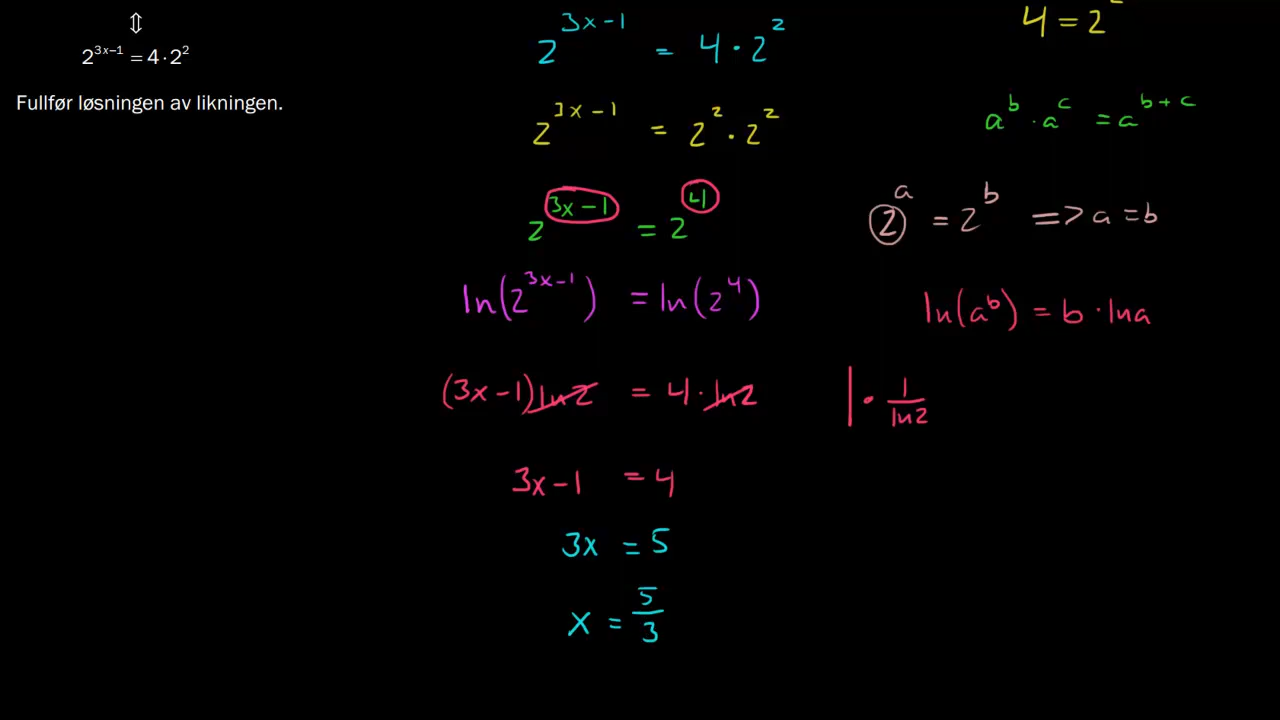 ⇕
2^{3x−1} = 4 · 2^2
Fullfør løsningen av likningen.
2^{3x−1} = 4 · 2^2
4 = 2^2
2^{3x−1} = 2^2 · 2^2
a^b · a^c = a^{b+c}
2^{3x−1} = 2^4
2^a = 2^b => a = b
ln(2^{3x−1}) = ln(2^4)
ln(a^b) = b · ln a
(3x−1) ln2 = 4 · ln2 | · 1/ln2
3x−1 = 4
3x = 5
x = 5/3